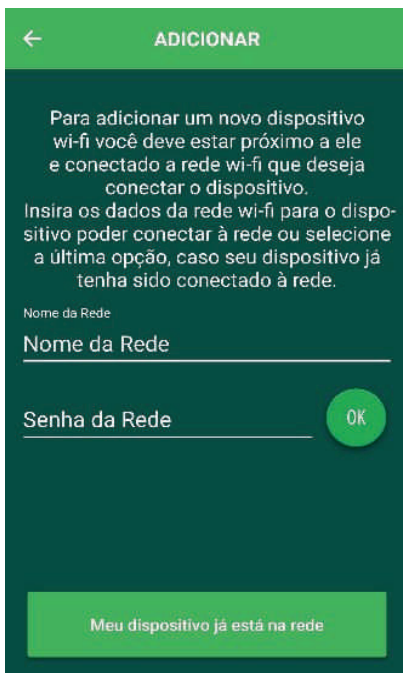 ADICIONAR
Para adicionar um novo dispositivo
wi-fi você deve estar próximo a ele
e conectado a rede wi-fi que deseja
conectar o dispositivo.
Insira os dados da rede wi-fi para o dispo-
sitivo poder conectar à rede ou selecione
a última opção, caso seu dispositivo já
tenha sido conectado à rede.
Nome da Rede
Nome da Rede
Senha da Rede
OK
Meu dispositivo já está na rede